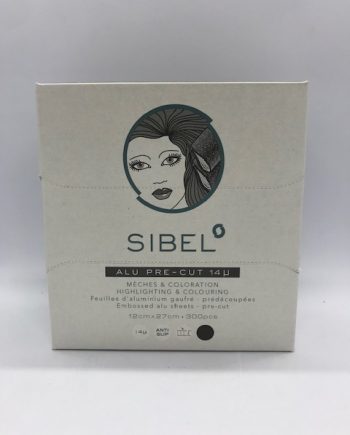 SIBEL
ALU PRE-CUT 14µ
MÈCHES & COLORATION
HIGHLIGHTING & COLOURING
Feuilles d'aluminium gaufré - prédécoupées
Embossed alu sheets - pre-cut
12cm×27cm • 300pcs
14µ ANTI SLIP